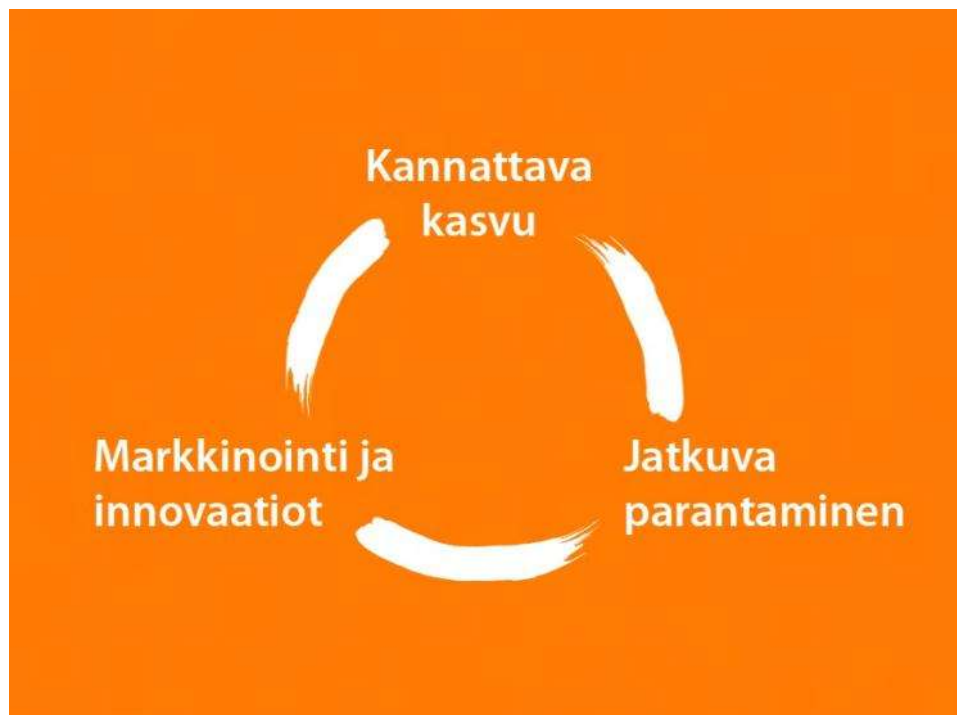 Kannattava
kasvu
Markkinointi ja
innovaatiot
Jatkuva
parantaminen